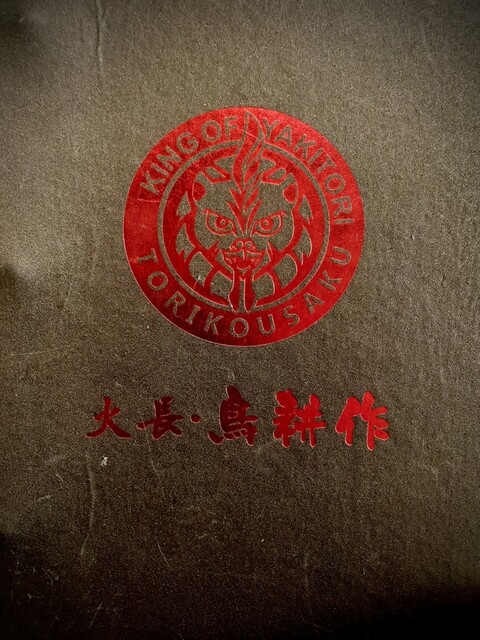 KING OF YAKITORI
TORIKOUSAKU
火長・鳥耕作